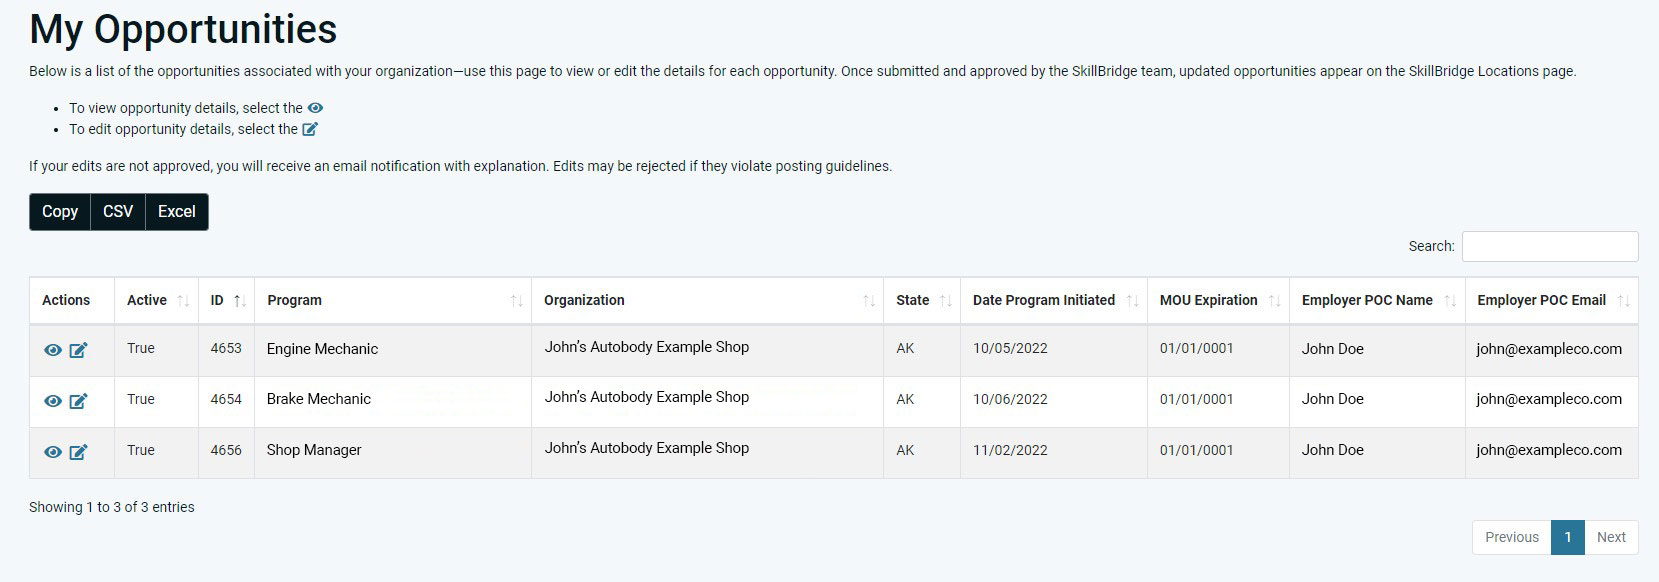 My Opportunities
Below is a list of the opportunities associated with your organization—use this page to view or edit the details for each opportunity. Once submitted and approved by the SkillBridge team, updated opportunities appear on the SkillBridge Locations page.
• To view opportunity details, select the
• To edit opportunity details, select the
If your edits are not approved, you will receive an email notification with explanation. Edits may be rejected if they violate posting guidelines.
Copy CSV Excel
Search:
Actions Active ID Program Organization State Date Program Initiated MOU Expiration Employer POC Name Employer POC Email
True 4653 Engine Mechanic John’s Autobody Example Shop AK 10/05/2022 01/01/0001 John Doe john@exampleco.com
True 4654 Brake Mechanic John’s Autobody Example Shop AK 10/06/2022 01/01/0001 John Doe john@exampleco.com
True 4656 Shop Manager John’s Autobody Example Shop AK 11/02/2022 01/01/0001 John Doe john@exampleco.com
Showing 1 to 3 of 3 entries
Previous 1 Next